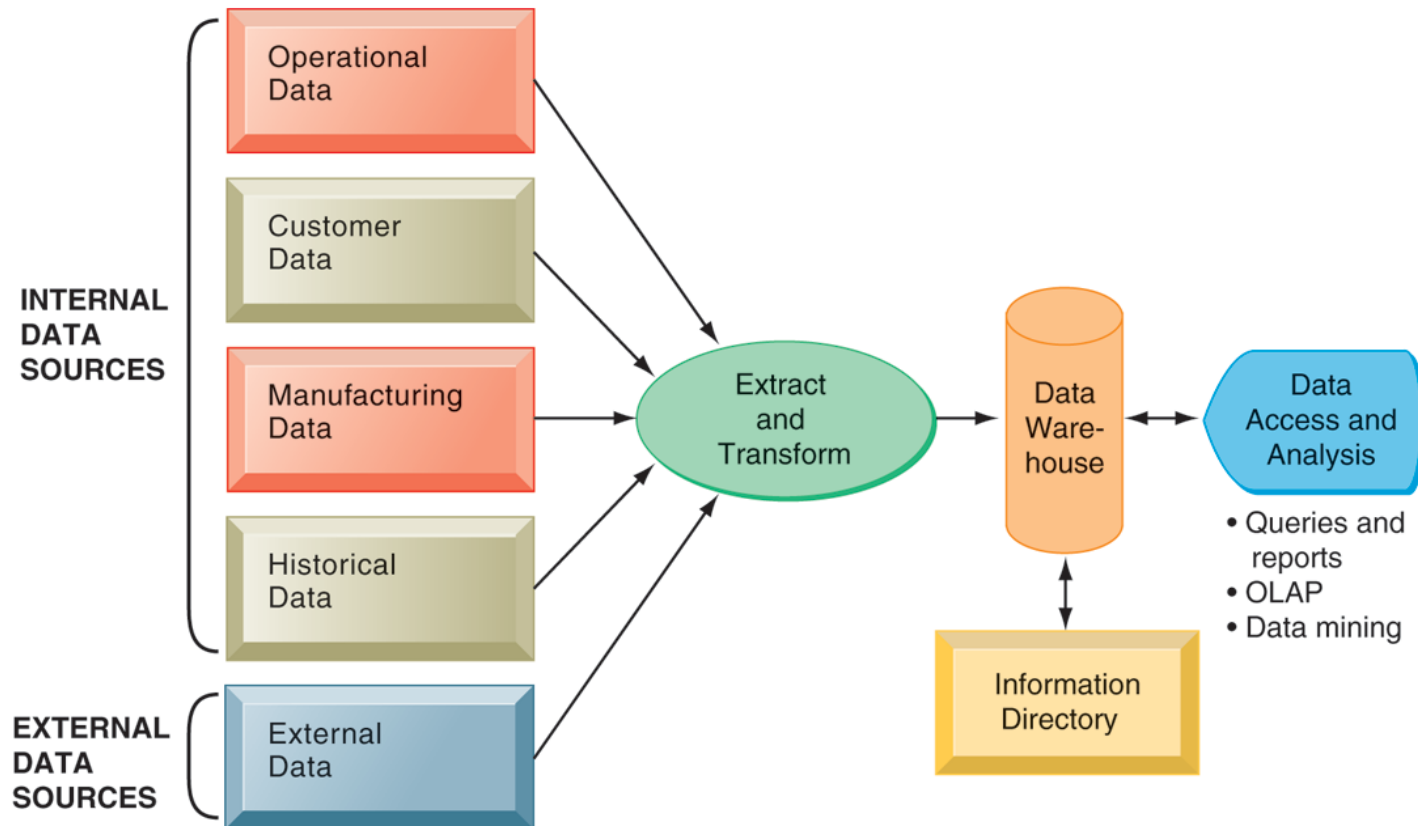 INTERNAL
DATA
SOURCES
Operational
Data
Customer
Data
Manufacturing
Data
Historical
Data
EXTERNAL
DATA
SOURCES
External
Data
Extract
and
Transform
Data
Ware-
house
Information
Directory
Data
Access and
Analysis
• Queries and
reports
• OLAP
• Data mining